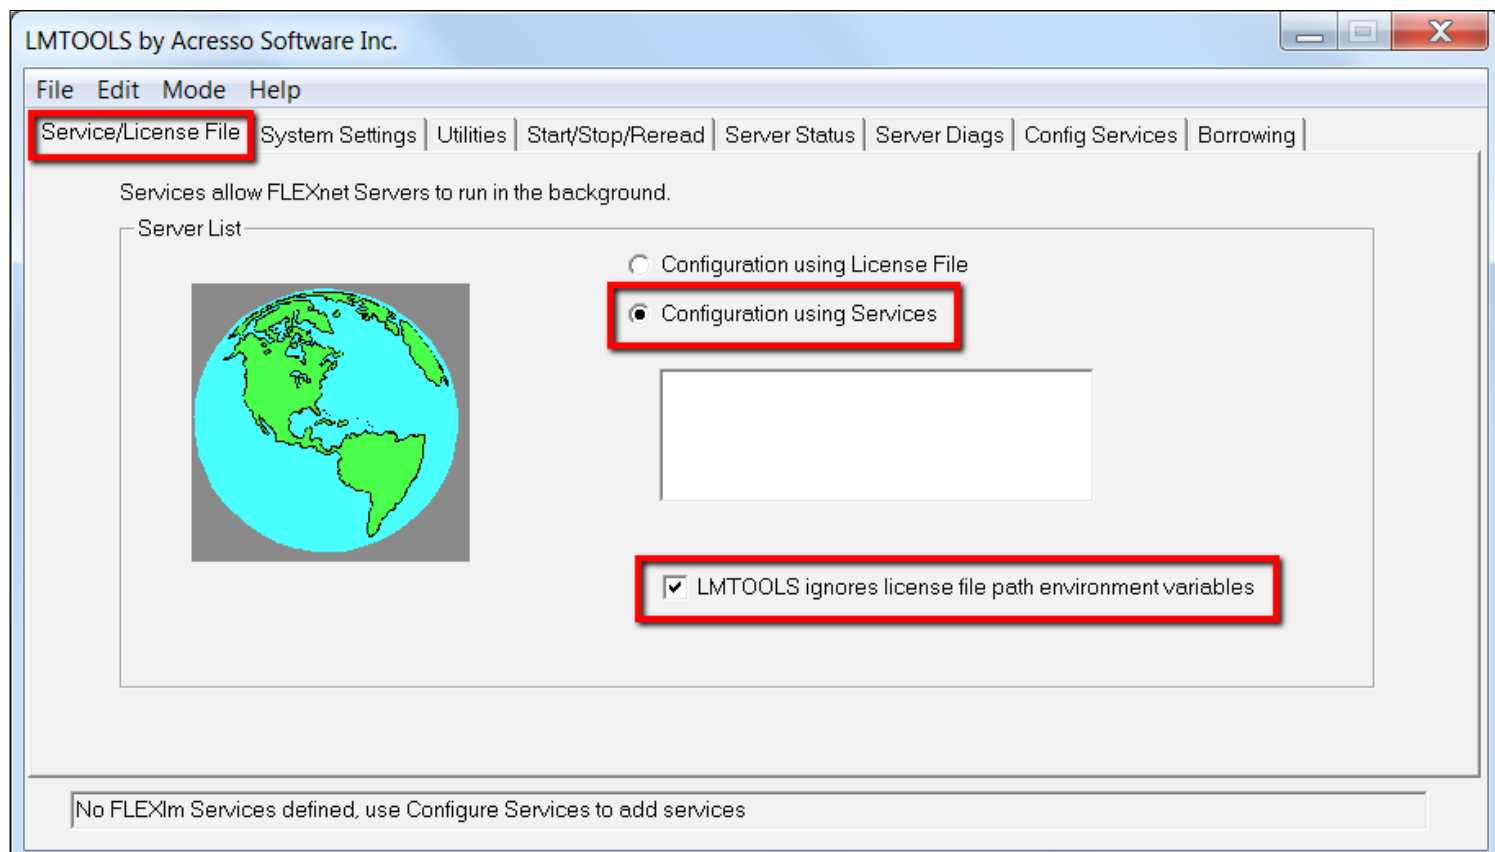 LMTOOLS by Acresso Software Inc.
File Edit Mode Help
Service/License File System Settings Utilities Start/Stop/Reread Server Status Server Diags Config Services Borrowing
Services allow FLEXnet Servers to run in the background.
Server List
Configuration using License File
Configuration using Services
LMTOOLS ignores license file path environment variables
No FLEXlm Services defined, use Configure Services to add services